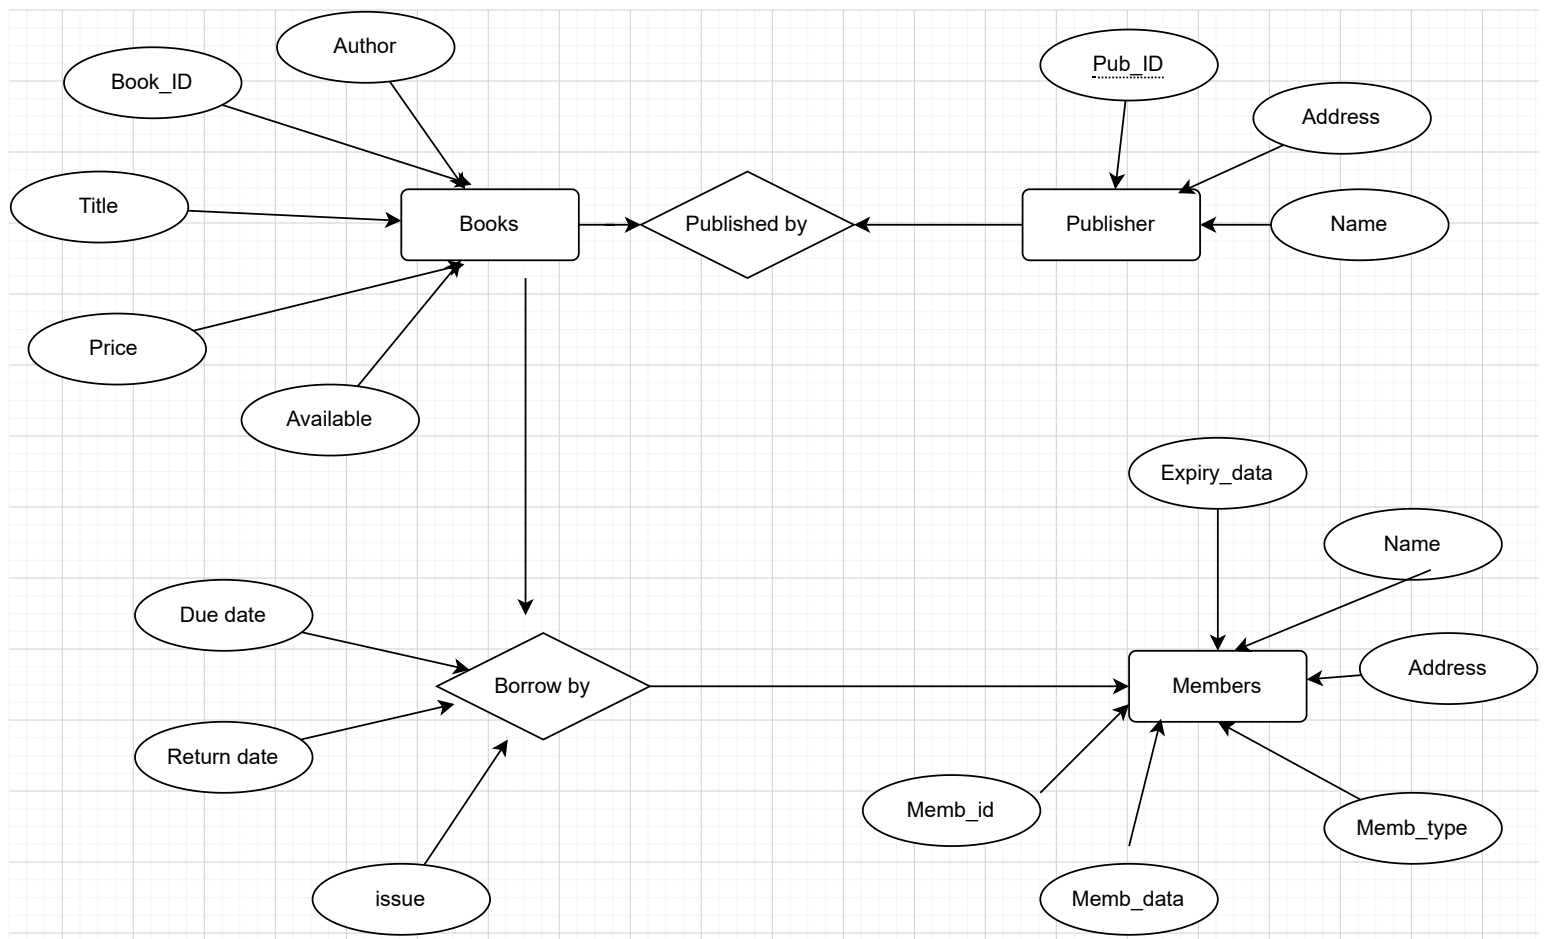 Author
Book_ID
Pub_ID
Address
Title
Books
Published by
Publisher
Name
Price
Available
Expiry_data
Name
Due date
Borrow by
Members
Address
Return date
Memb_id
Memb_type
issue
Memb_data